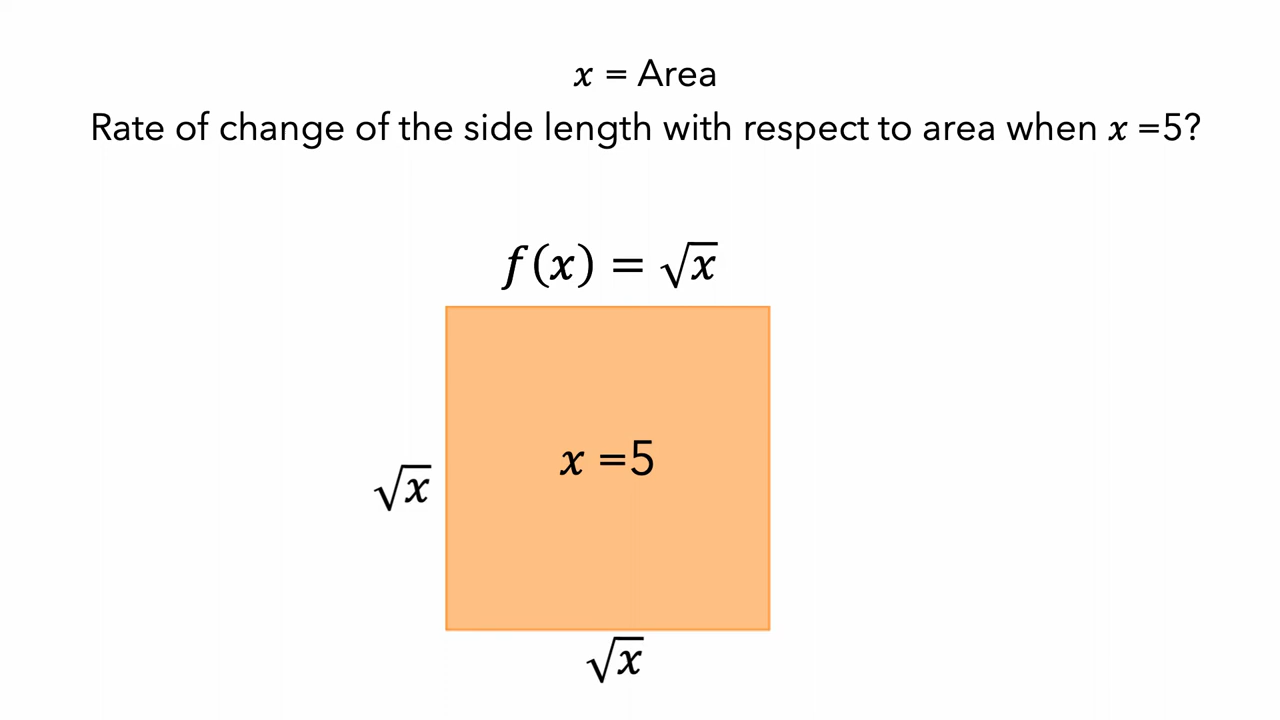 x = Area
Rate of change of the side length with respect to area when x =5?
f(x) = √x
x =5
√x
√x